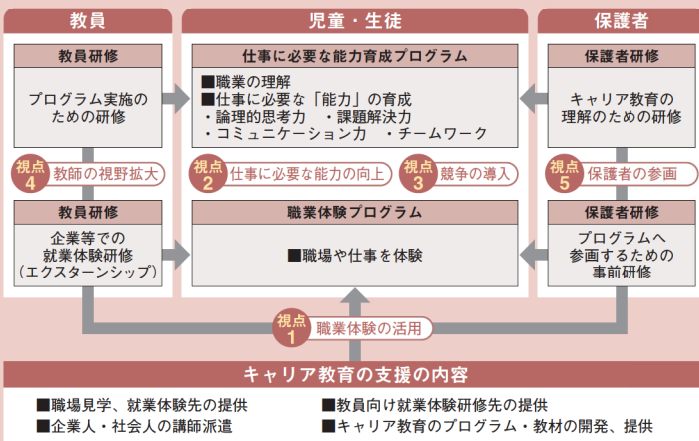 教員
児童・生徒
保護者
教員研修
プログラム実施の
ための研修
仕事に必要な能力育成プログラム
■職業の理解
■仕事に必要な「能力」の育成
・論理的思考力 ・課題解決力
・コミュニケーション力 ・チームワーク
保護者研修
キャリア教育の
理解のための研修
視点
4
教師の視野拡大
視点
2
仕事に必要な能力の向上
視点
3
競争の導入
視点
5
保護者の参画
教員研修
企業等での
就業体験研修
（エクスターンシップ）
職業体験プログラム
■職場や仕事を体験
保護者研修
プログラムへ
参画するための
事前研修
視点
1
職業体験の活用
キャリア教育の支援の内容
■職場見学、就業体験先の提供
■企業人・社会人の講師派遣
■教員向け就業体験研修先の提供
■キャリア教育のプログラム・教材の開発、提供